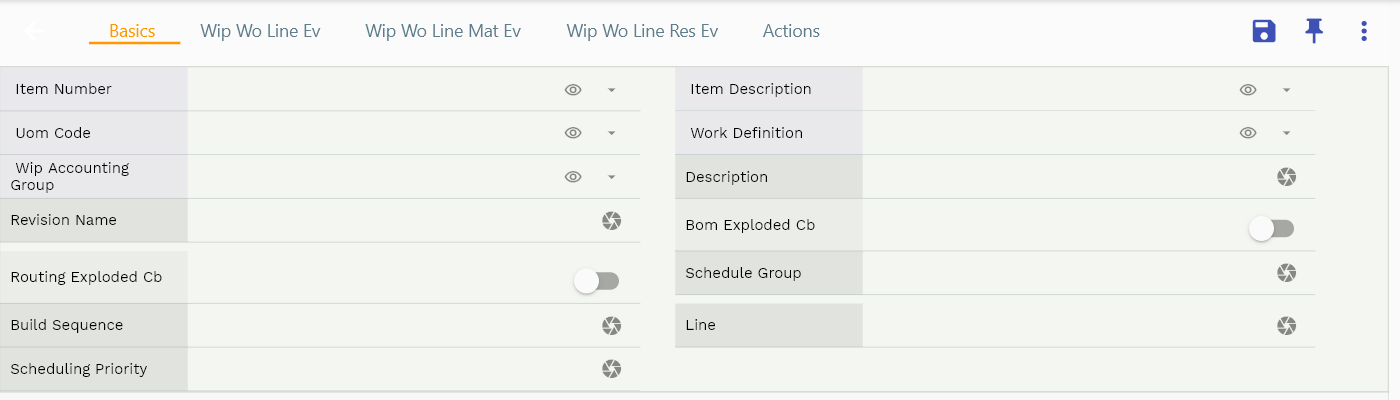 Basics Wip Wo Line Ev Wip Wo Line Mat Ev Wip Wo Line Res Ev Actions
Item Number
Item Description
Uom Code
Work Definition
Wip Accounting
Group
Description
Revision Name
Bom Exploded Cb
Routing Exploded Cb
Schedule Group
Build Sequence
Line
Scheduling Priority